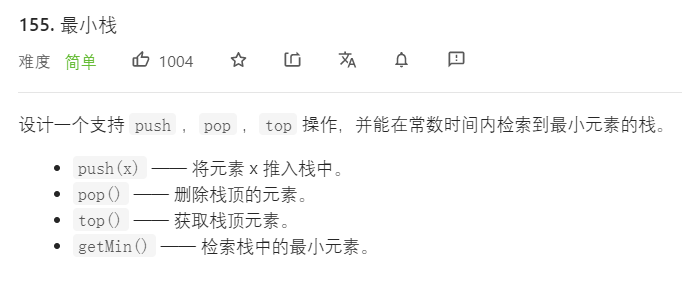 155. 最小栈
难度 简单 1004
设计一个支持 push ，pop ，top 操作，并能在常数时间内检索到最小元素的栈。
• push(x) —— 将元素 x 推入栈中。
• pop() —— 删除栈顶的元素。
• top() —— 获取栈顶元素。
• getMin() —— 检索栈中的最小元素。